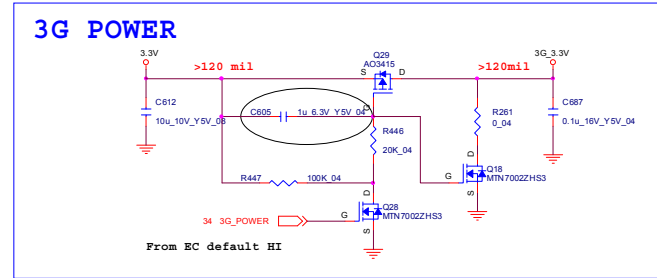 3G POWER
3.3V
>120 mil
Q29
AO3415
>120mil
3G_3.3V
S
D
G
C612
10u_10V_Y5V_08
C605
1u_6.3V_Y5V_04
R446
20K_04
R261
0_04
C687
0.1u_16V_Y5V_04
R447
100K_04
D
G
Q18
MTN7002ZHS3
S
D
34 3G_POWER
G
Q28
MTN7002ZHS3
S
From EC default HI